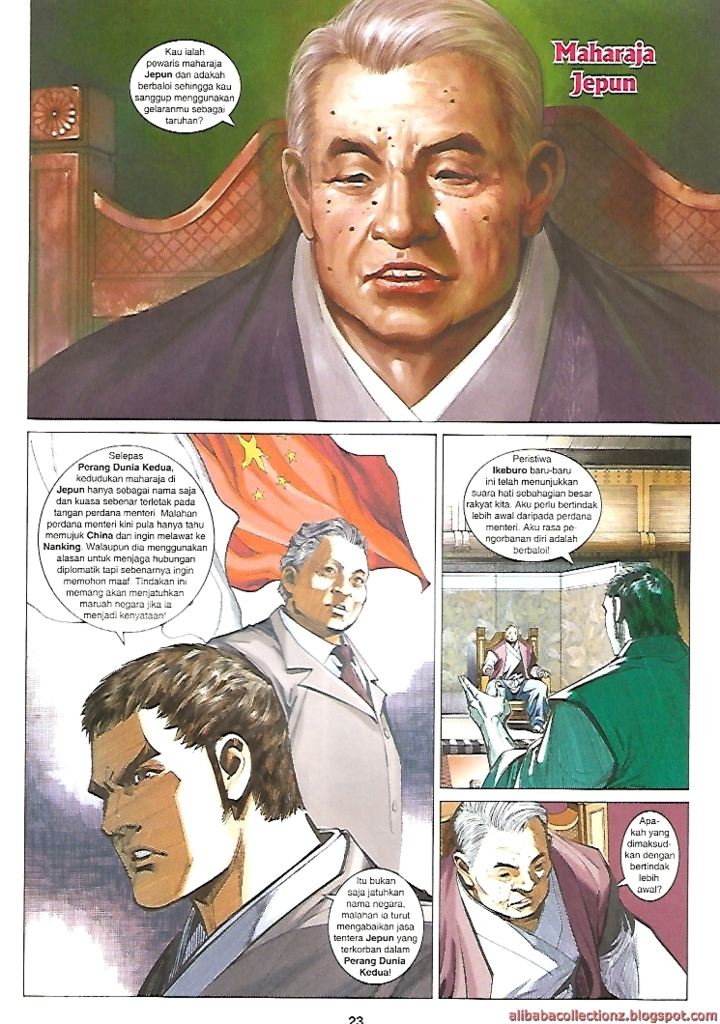 Kau ialah
pewaris maharaja
Jepun dan adakah
berbaloi sehingga kau
sanggup menggunakan
gelaranmu sebagai
taruhan?
Maharaja
Jepun
Selepas
Perang Dunia Kedua,
kedudukan maharaja di
Jepun hanya sebagai nama saja
dan kuasa sebenar terletak pada
tangan perdana menteri. Malahan
perdana menteri kini pula hanya tahu
memujuk China dan ingin melawat ke
Nanking. Walaupun dia menggunakan
alasan untuk menjaga hubungan
diplomatik tapi sebenarnya ingin
memohon maaf. Tindakan ini
memang akan menjatuhkan
maruah negara jika ia
menjadi kenyataan!
Itu bukan
saja jatuhkan
nama negara,
malahan ia turut
mengabaikan jasa
tentera Jepun yang
terkorban dalam
Perang Dunia
Kedua!
Peristiwa
Ikeburo baru-baru
ini telah menunjukkan
suara hati sebahagian besar
rakyat kita. Aku perlu bertindak
lebih awal daripada perdana
menteri. Aku rasa pe-
ngorbanan diri adalah
berbaloi!
Apa-
kah yang
dimaksud-
kan dengan
bertindak
lebih
awal?
23
alibabacollectionz.blogspot.com